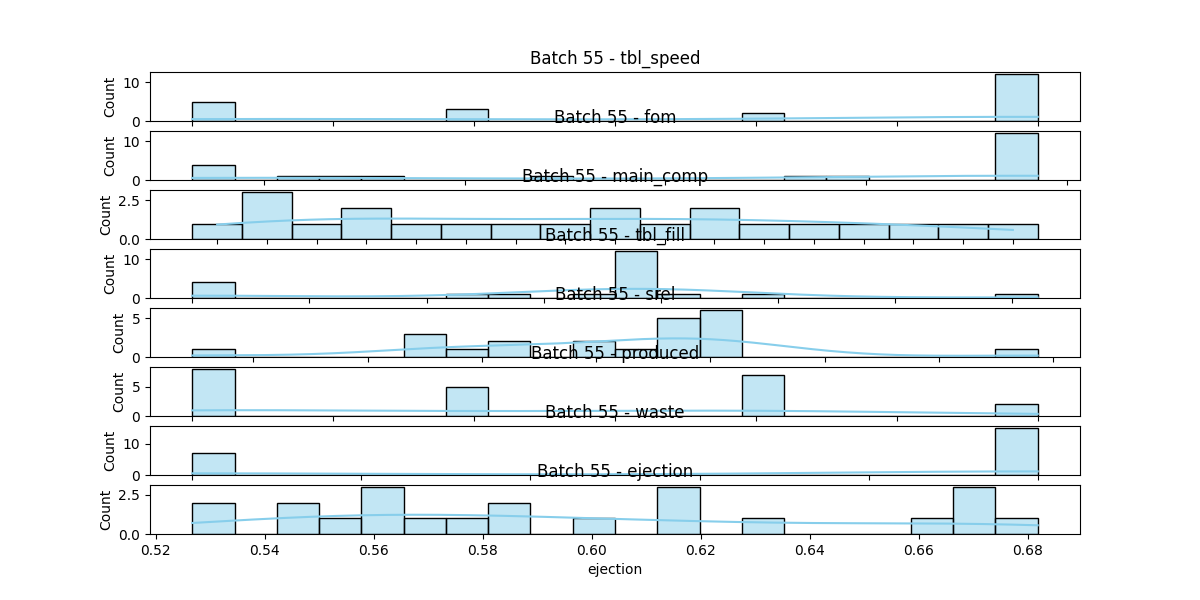 Batch 55 - tbl_speed
Count
10
0
Batch 55 - fom
Count
10
0
Batch 55 - main_comp
Count
2.5
0.0
Batch 55 - tbl_fill
Count
10
0
Batch 55 - srel
Count
5
0
Batch 55 - produced
Count
5
0
Batch 55 - waste
Count
10
0
Batch 55 - ejection
Count
2.5
0.0
0.52 0.54 0.56 0.58 0.60 0.62 0.64 0.66 0.68
ejection